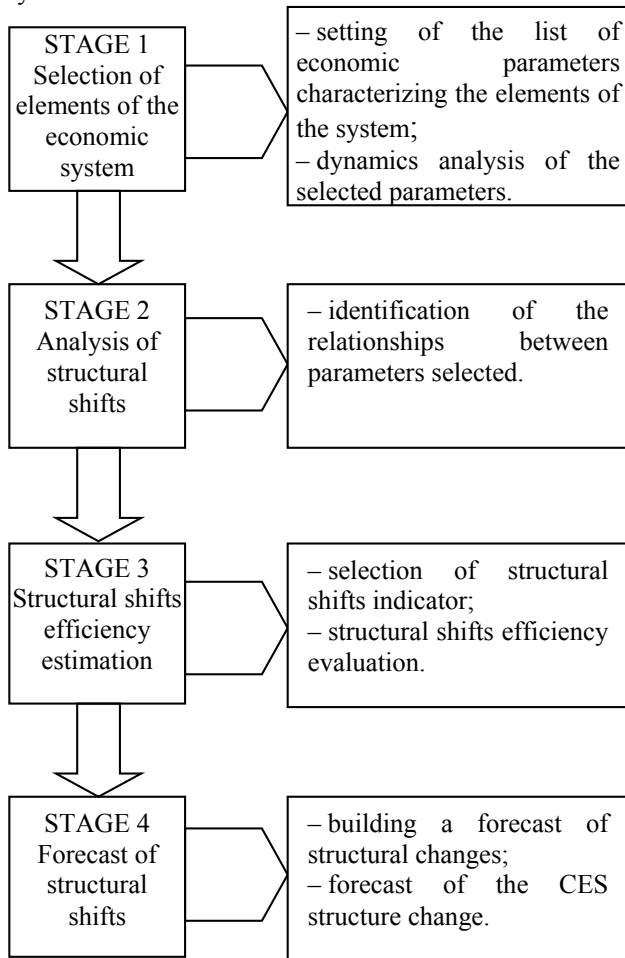 STAGE 1
Selection of
elements of the
economic
system
– setting of the list of
economic parameters
characterizing the elements of
the system;
– dynamics analysis of the
selected parameters.
STAGE 2
Analysis of
structural
shifts
– identification of the
relationships between
parameters selected.
STAGE 3
Structural shifts
efficiency
estimation
– selection of structural
shifts indicator;
– structural shifts efficiency
evaluation.
STAGE 4
Forecast of
structural
shifts
– building a forecast of
structural changes;
– forecast of the CES
structure change.